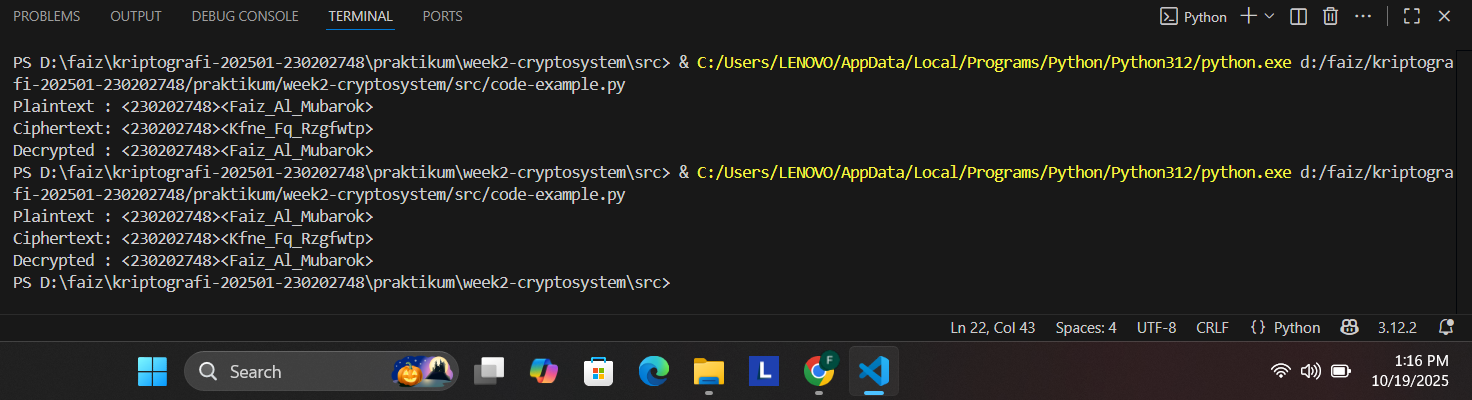 PROBLEMS OUTPUT DEBUG CONSOLE TERMINAL PORTS Python
PS D:\faiz\kriptografi-202501-230202748\praktikum\week2-cryptosystem\src> & C:/Users/LENOVO/AppData/Local/Programs/Python/Python312/python.exe d:/faiz/kriptogra
fi-202501-230202748/praktikum/week2-cryptosystem/src/code-example.py
Plaintext : <230202748><Faiz_Al_Mubarok>
Ciphertext: <230202748><Kfne_Fq_Rzgfwtp>
Decrypted : <230202748><Faiz_Al_Mubarok>
PS D:\faiz\kriptografi-202501-230202748\praktikum\week2-cryptosystem\src> & C:/Users/LENOVO/AppData/Local/Programs/Python/Python312/python.exe d:/faiz/kriptogra
fi-202501-230202748/praktikum/week2-cryptosystem/src/code-example.py
Plaintext : <230202748><Faiz_Al_Mubarok>
Ciphertext: <230202748><Kfne_Fq_Rzgfwtp>
Decrypted : <230202748><Faiz_Al_Mubarok>
PS D:\faiz\kriptografi-202501-230202748\praktikum\week2-cryptosystem\src>
Ln 22, Col 43 Spaces: 4 UTF-8 CRLF {} Python 3.12.2
Search L F 1:16 PM
10/19/2025